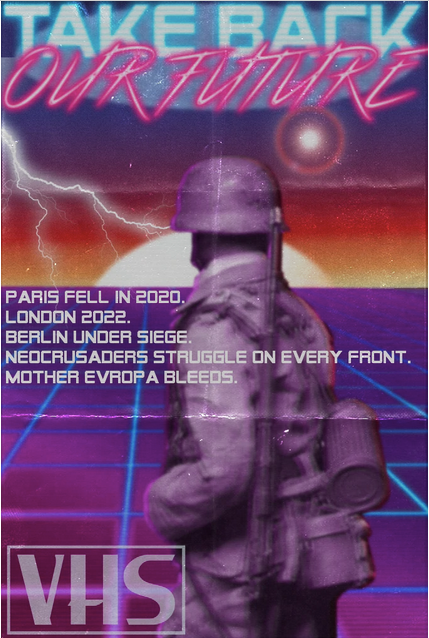 TAKE BACK
OUR FUTURE
PARIS FELL IN 2020.
LONDON 2022.
BERLIN UNDER SIEGE.
NEOCRUSADERS STRUGGLE ON EVERY FRONT.
MOTHER EVROPA BLEEDS.
VHS